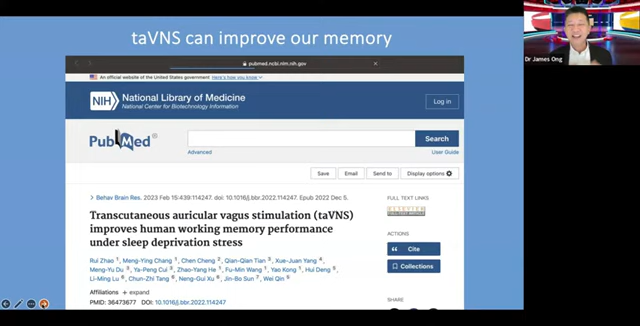 taVNS can improve our memory
Dr James Ong
pubmed.ncbi.nlm.nih.gov
An official website of the United States government Here's how you know
NIH National Library of Medicine
National Center for Biotechnology Information
Log in
PubMed
Search
Advanced
User Guide
Save Email Send to Display options
Behav Brain Res. 2023 Feb 15:439:114247. doi: 10.1016/j.bbr.2022.114247. Epub 2022 Dec 5.
Transcutaneous auricular vagus stimulation (taVNS)
improves human working memory performance
under sleep deprivation stress
Rui Zhao 1, Meng-Ying Chang 1, Chen Cheng 2, Qian-Qian Tian 3, Xue-Juan Yang 4,
Meng-Yu Du 3, Ya-Peng Cui 3, Zhao-Yang He 1, Fu-Min Wang 1, Yao Kong 1, Hui Deng 5,
Li-Ming Lu 6, Chun-Zhi Tang 6, Neng-Gui Xu 6, Jin-Bo Sun 7, Wei Qin 8
Affiliations + expand
PMID: 36473677 DOI: 10.1016/j.bbr.2022.114247
FULL TEXT LINKS
ACTIONS
Cite
Collections
SHARE